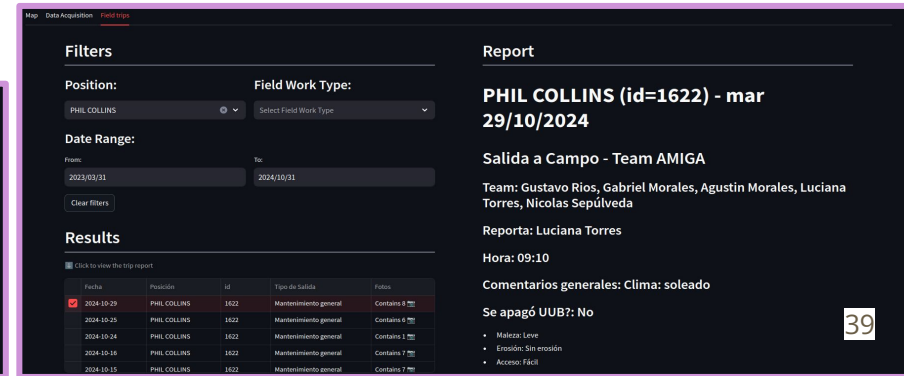 Map Data Acquisition Field trips
Filters
Position: Field Work Type:
PHIL COLLINS Select Field Work Type
Date Range:
From: To:
2023/03/31 2024/10/31
Clear filters
Results
Click to view the trip report
Fecha Posición id Tipo de Salida Fotos
2024-10-29 PHIL COLLINS 1622 Mantenimiento general Contains 8
2024-10-25 PHIL COLLINS 1622 Mantenimiento general Contains 6
2024-10-24 PHIL COLLINS 1622 Mantenimiento general Contains 1
2024-10-16 PHIL COLLINS 1622 Mantenimiento general Contains 7
2024-10-15 PHIL COLLINS 1622 Mantenimiento general Contains 7
Report
PHIL COLLINS (id=1622) - mar
29/10/2024
Salida a Campo - Team AMIGA
Team: Gustavo Rios, Gabriel Morales, Agustin Morales, Luciana
Torres, Nicolas Sepúlveda
Reporta: Luciana Torres
Hora: 09:10
Comentarios generales: Clima: soleado
Se apagó UUB?: No
• Maleza: Leve
• Erosión: Sin erosión
• Acceso: Fácil
39